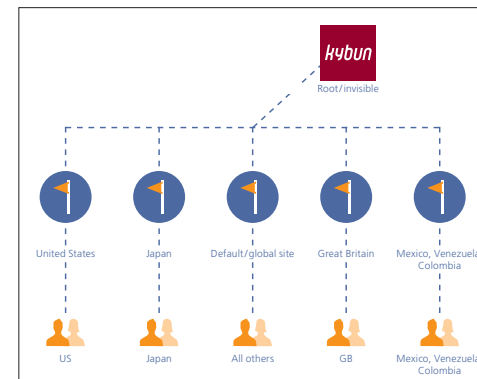 kybun
Root/invisible
United States
Japan
Default/global site
Great Britain
Mexico, Venezuela
Colombia
US
Japan
All others
GB
Mexico, Venezuela
Colombia